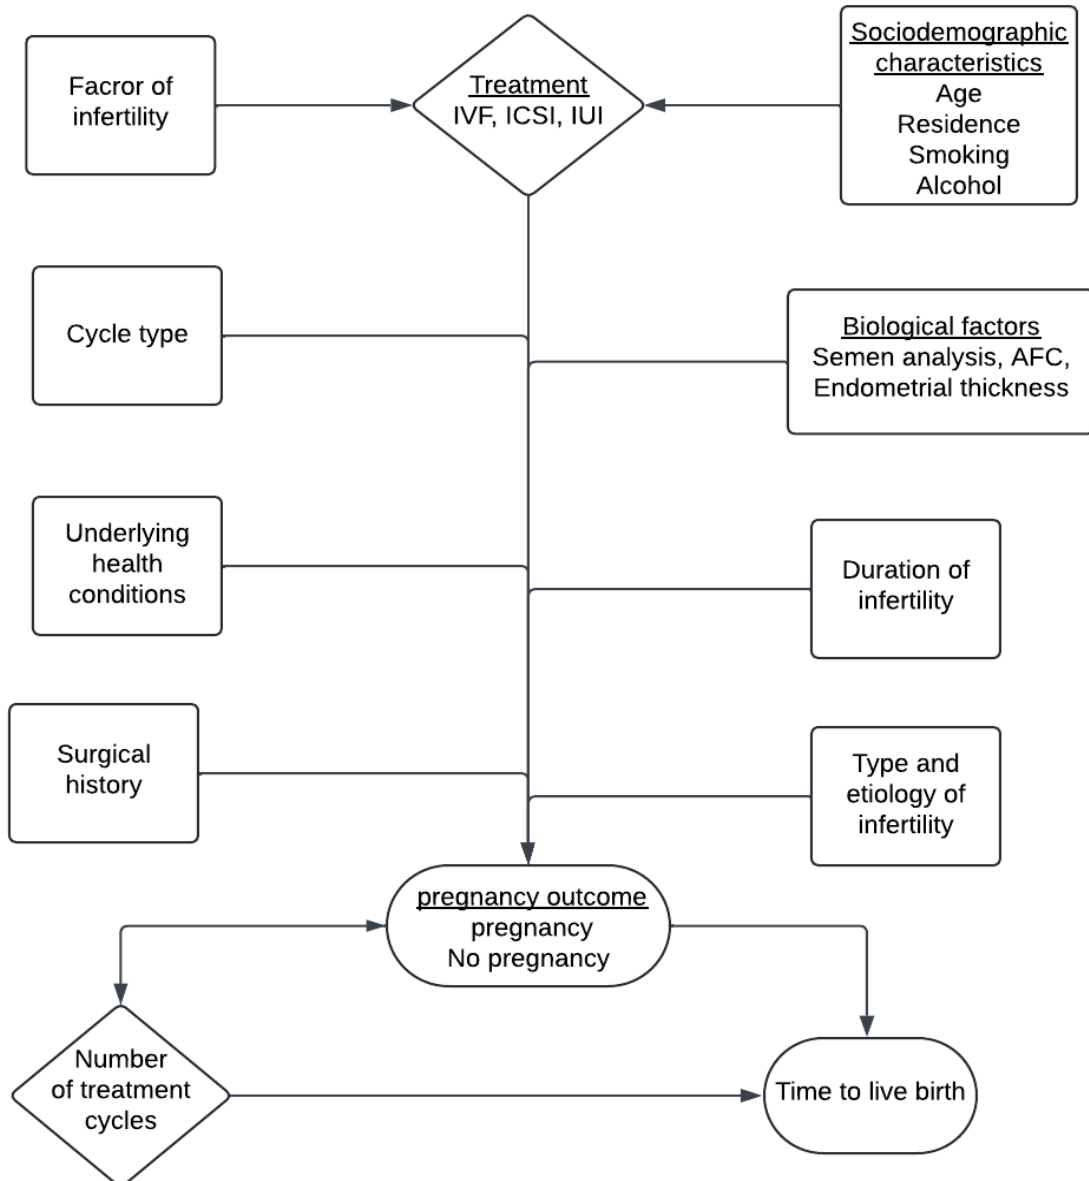 Facror of
infertility
Treatment
IVF, ICSI, IUI
Sociodemographic
characteristics
Age
Residence
Smoking
Alcohol
Cycle type
Biological factors
Semen analysis, AFC,
Endometrial thickness
Underlying
health
conditions
Duration of
infertility
Surgical
history
Type and
etiology of
infertility
pregnancy outcome
pregnancy
No pregnancy
Number
of treatment
cycles
Time to live birth